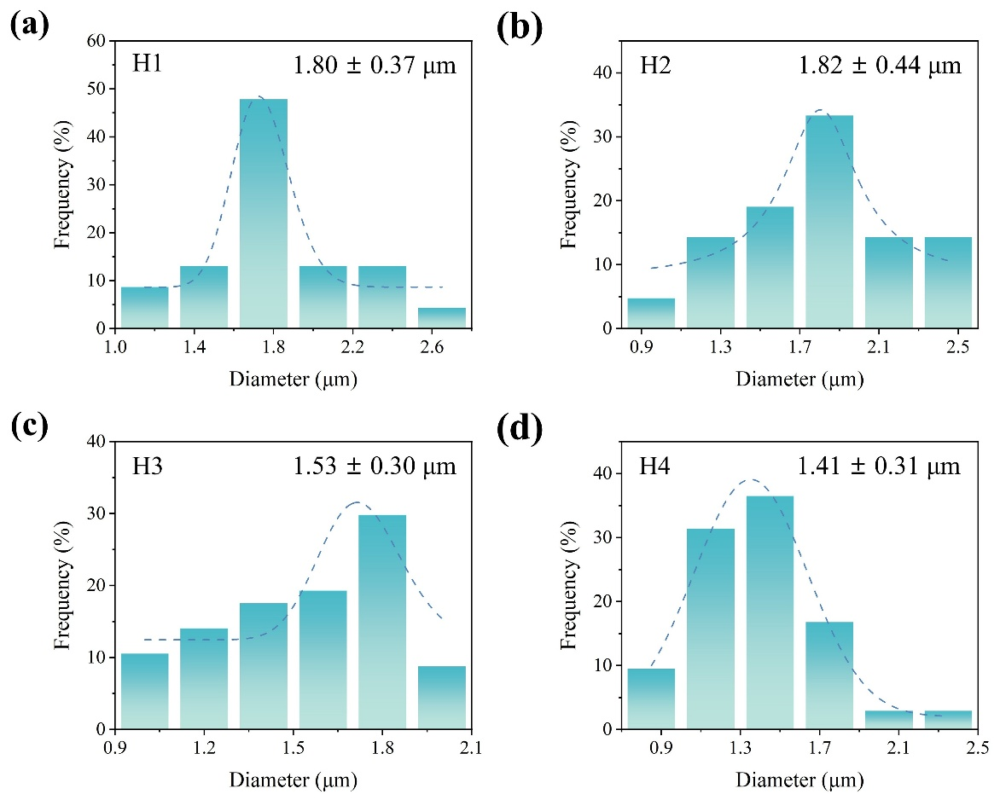 (a)
H1
1.80 ± 0.37 μm
Frequency (%)
60
50
40
30
20
10
0
1.0 1.4 1.8 2.2 2.6
Diameter (μm)
(b)
H2
1.82 ± 0.44 μm
Frequency (%)
40
30
20
10
0
0.9 1.3 1.7 2.1 2.5
Diameter (μm)
(c)
H3
1.53 ± 0.30 μm
Frequency (%)
40
30
20
10
0
0.9 1.2 1.5 1.8 2.1
Diameter (μm)
(d)
H4
1.41 ± 0.31 μm
Frequency (%)
40
30
20
10
0
0.9 1.3 1.7 2.1 2.5
Diameter (μm)